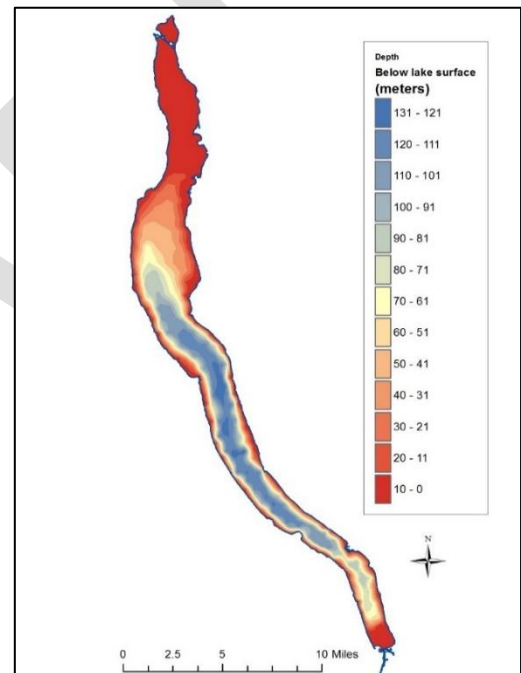 Depth
Below lake surface
(meters)
131 - 121
120 - 111
110 - 101
100 - 91
90 - 81
80 - 71
70 - 61
60 - 51
50 - 41
40 - 31
30 - 21
20 - 11
10 - 0
N
0 2.5 5 10 Miles